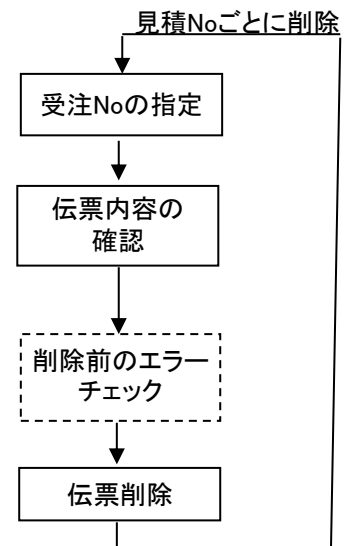 見積Noごとに削除
受注Noの指定
伝票内容の
確認
削除前のエラー
チェック
伝票削除